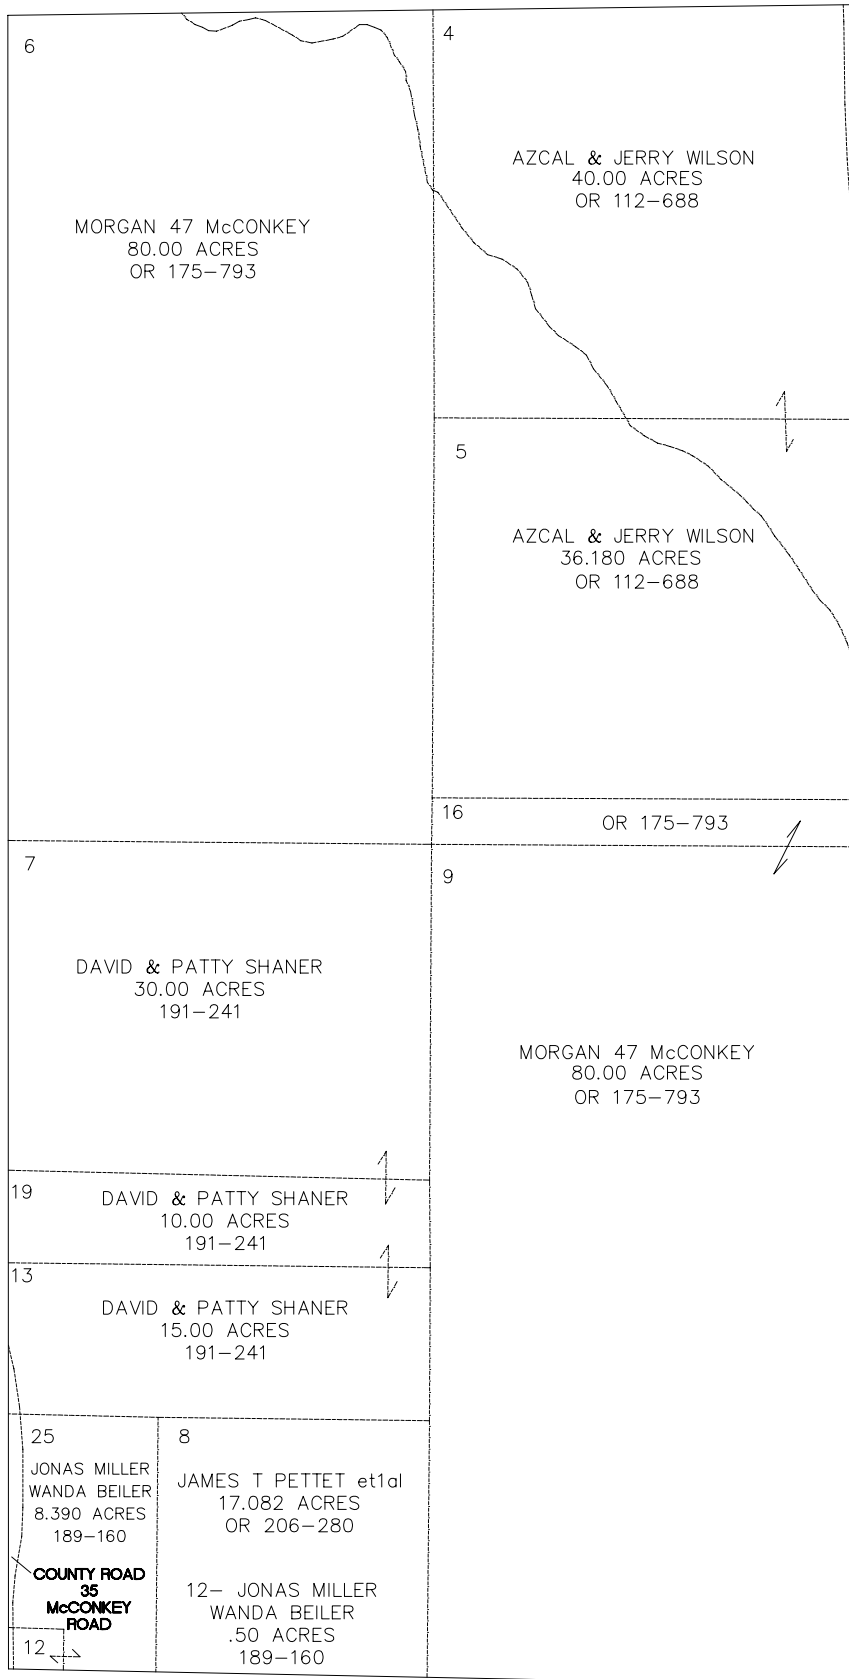 6
MORGAN 47 McCONKEY
80.00 ACRES
OR 175-793
4
AZCAL & JERRY WILSON
40.00 ACRES
OR 112-688
5
AZCAL & JERRY WILSON
36.180 ACRES
OR 112-688
16
OR 175-793
7
DAVID & PATTY SHANER
30.00 ACRES
191-241
9
MORGAN 47 McCONKEY
80.00 ACRES
OR 175-793
19
DAVID & PATTY SHANER
10.00 ACRES
191-241
13
DAVID & PATTY SHANER
15.00 ACRES
191-241
25
JONAS MILLER
WANDA BEILER
8.390 ACRES
189-160
COUNTY ROAD
35
McCONKEY
ROAD
12
8
JAMES T PETTET et1al
17.082 ACRES
OR 206-280
12- JONAS MILLER
WANDA BEILER
.50 ACRES
189-160